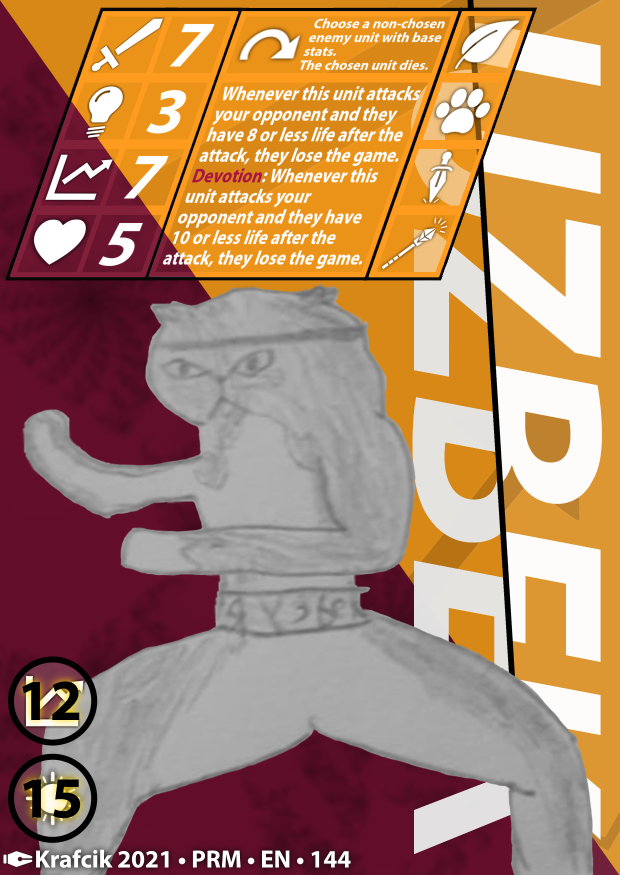 7
3
7
5
Choose a non-chosen
enemy unit with base
stats.
The chosen unit dies.
Whenever this unit attacks
your opponent and they
have 8 or less life after the
attack, they lose the game.
Devotion: Whenever this
unit attacks your
opponent and they have
10 or less life after the
attack, they lose the game.
12
15
Krafcik 2021 • PRM • EN • 144